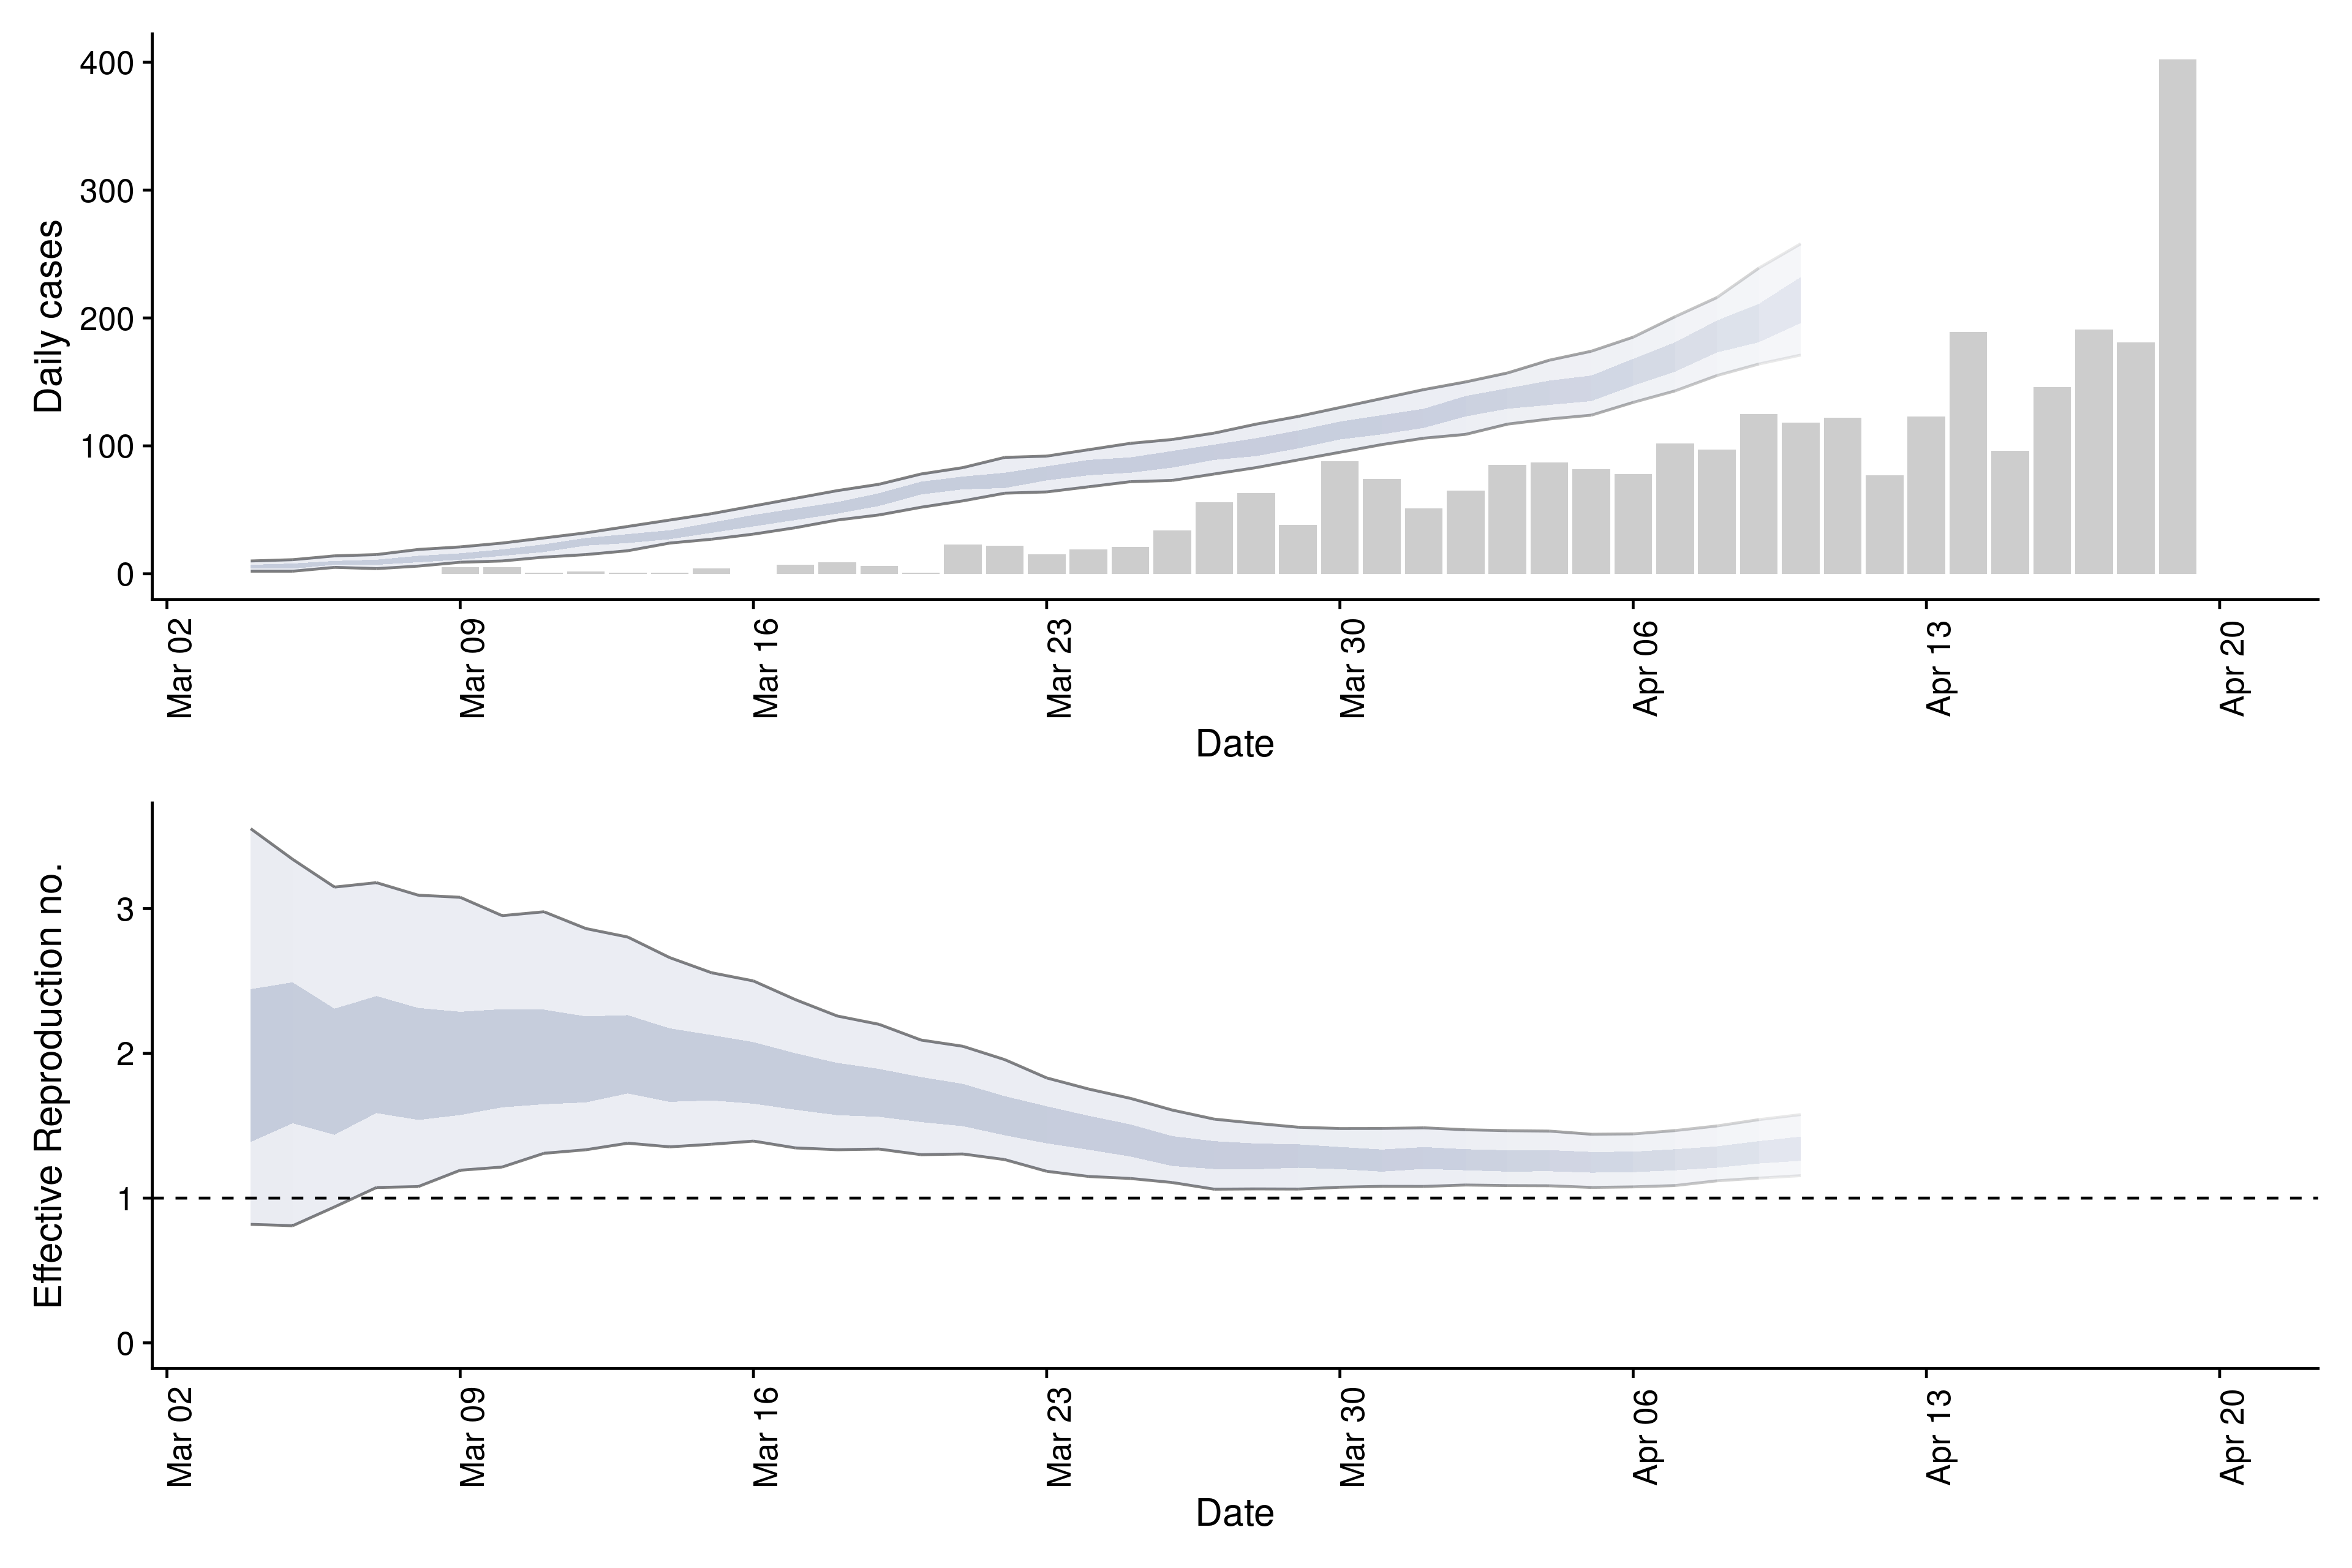 Daily cases
400
300
200
100
0
Mar 02
Mar 09
Mar 16
Mar 23
Mar 30
Apr 06
Apr 13
Apr 20
Date
Effective Reproduction no.
3
2
1
0
Mar 02
Mar 09
Mar 16
Mar 23
Mar 30
Apr 06
Apr 13
Apr 20
Date